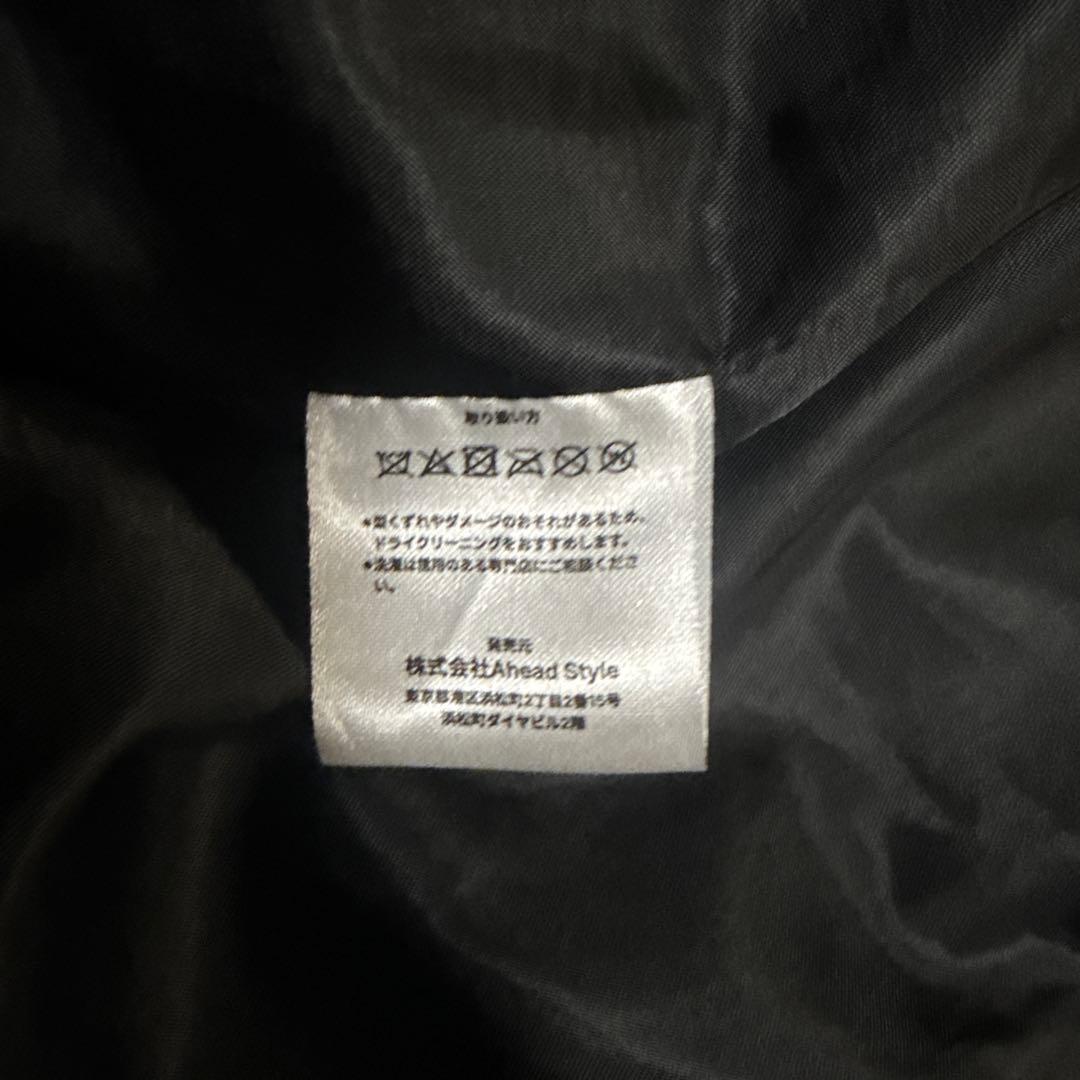 取り扱い方
*型くずれやダメージのおそれがあるため、
ドライクリーニングをおすすめします。
*洗濯は信用のある専門店にご相談くださ
い。
発売元
株式会社Ahead Style
東京都港区浜松町2丁目2番15号
浜松町ダイヤビル2階